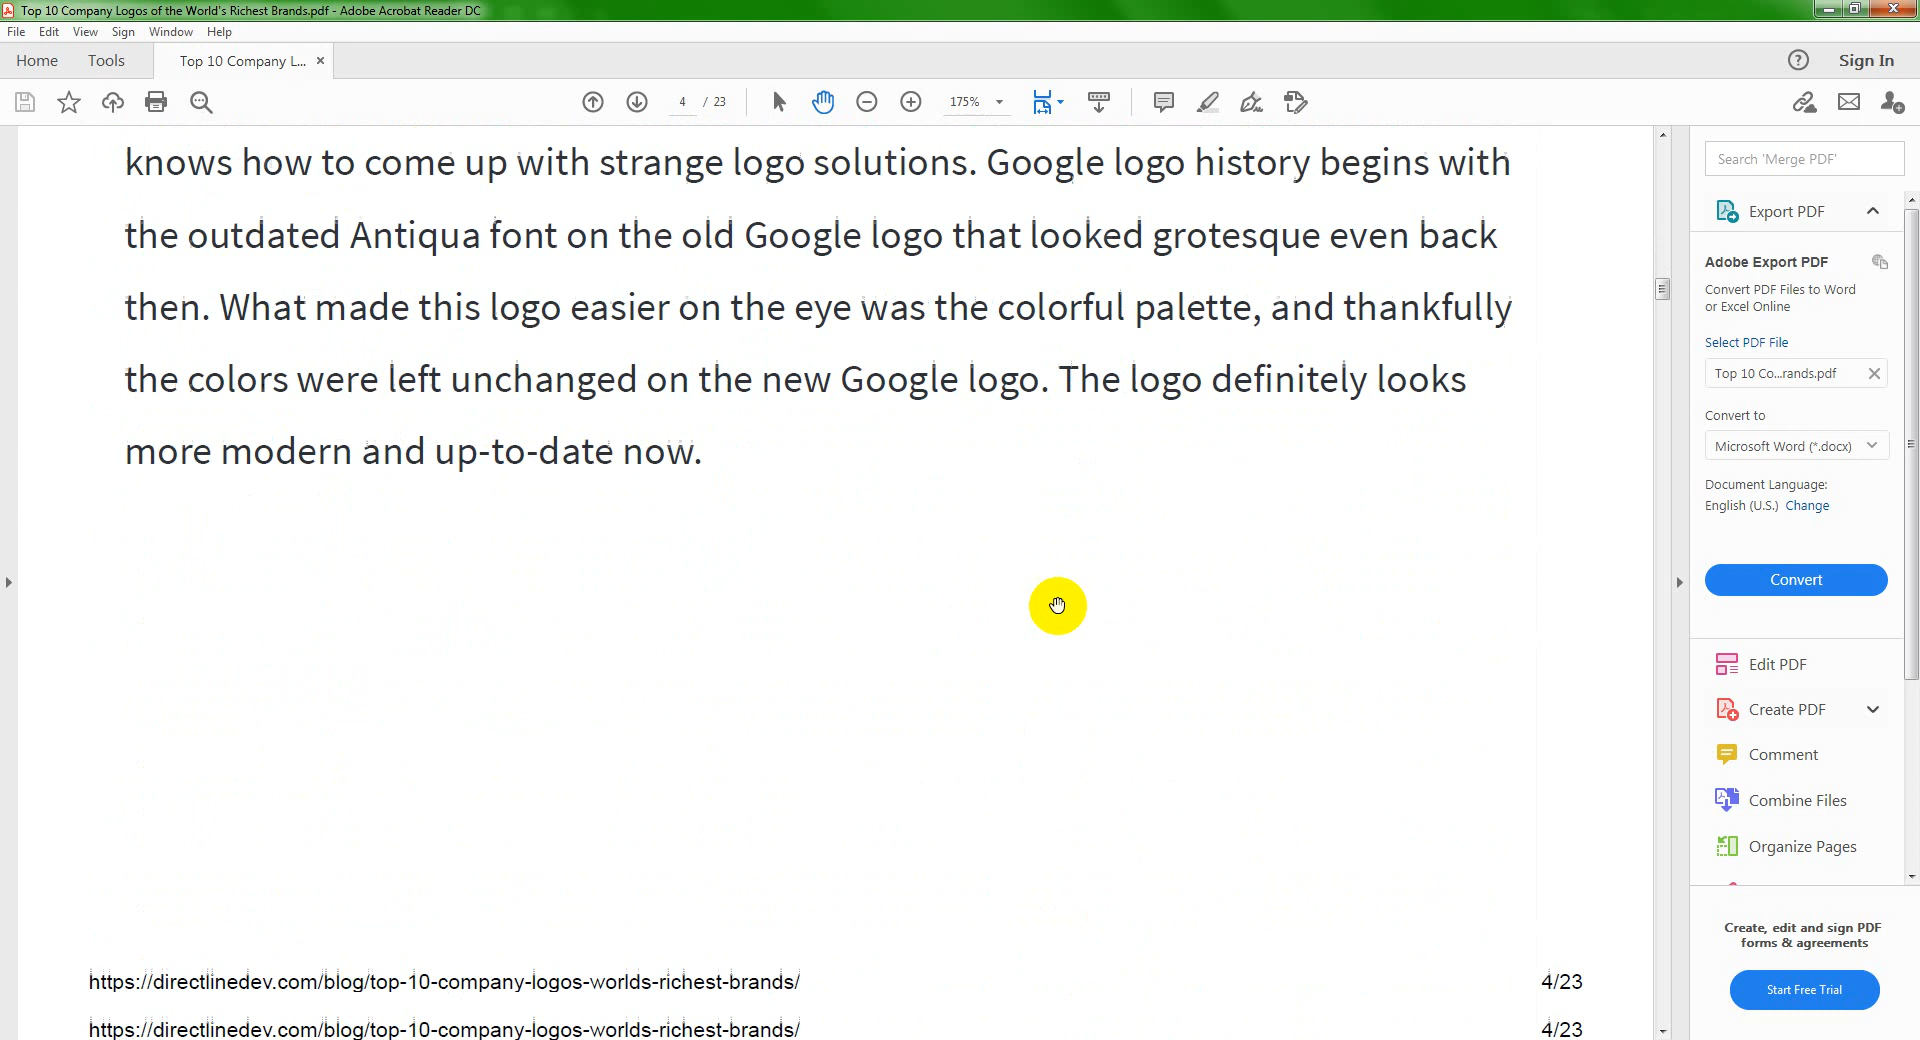 Top 10 Company Logos of the World's Richest Brands.pdf - Adobe Acrobat Reader DC
File Edit View Sign Window Help
Home Tools Top 10 Company L... × Sign In
4 / 23 175%
knows how to come up with strange logo solutions. Google logo history begins with
the outdated Antiqua font on the old Google logo that looked grotesque even back
then. What made this logo easier on the eye was the colorful palette, and thankfully
the colors were left unchanged on the new Google logo. The logo definitely looks
more modern and up-to-date now.
https://directlinedev.com/blog/top-10-company-logos-worlds-richest-brands/ 4/23
https://directlinedev.com/blog/top-10-company-logos-worlds-richest-brands/ 4/23
Search 'Merge PDF'
Export PDF
Adobe Export PDF
Convert PDF Files to Word
or Excel Online
Select PDF File
Top 10 Co...rands.pdf
Convert to
Microsoft Word (*.docx)
Document Language:
English (U.S.) Change
Convert
Edit PDF
Create PDF
Comment
Combine Files
Organize Pages
Create, edit and sign PDF
forms & agreements
Start Free Trial